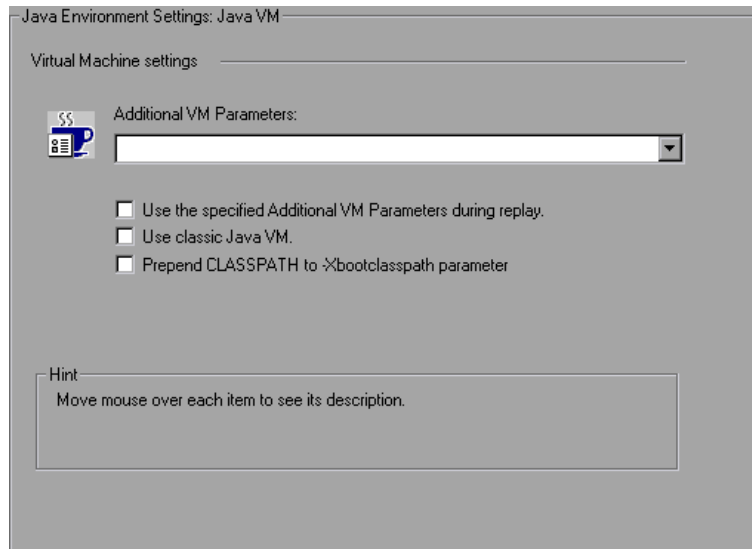 Java Environment Settings: Java VM
Virtual Machine settings
Additional VM Parameters:
Use the specified Additional VM Parameters during replay.
Use classic Java VM.
Prepend CLASSPATH to -Xbootclasspath parameter
Hint
Move mouse over each item to see its description.